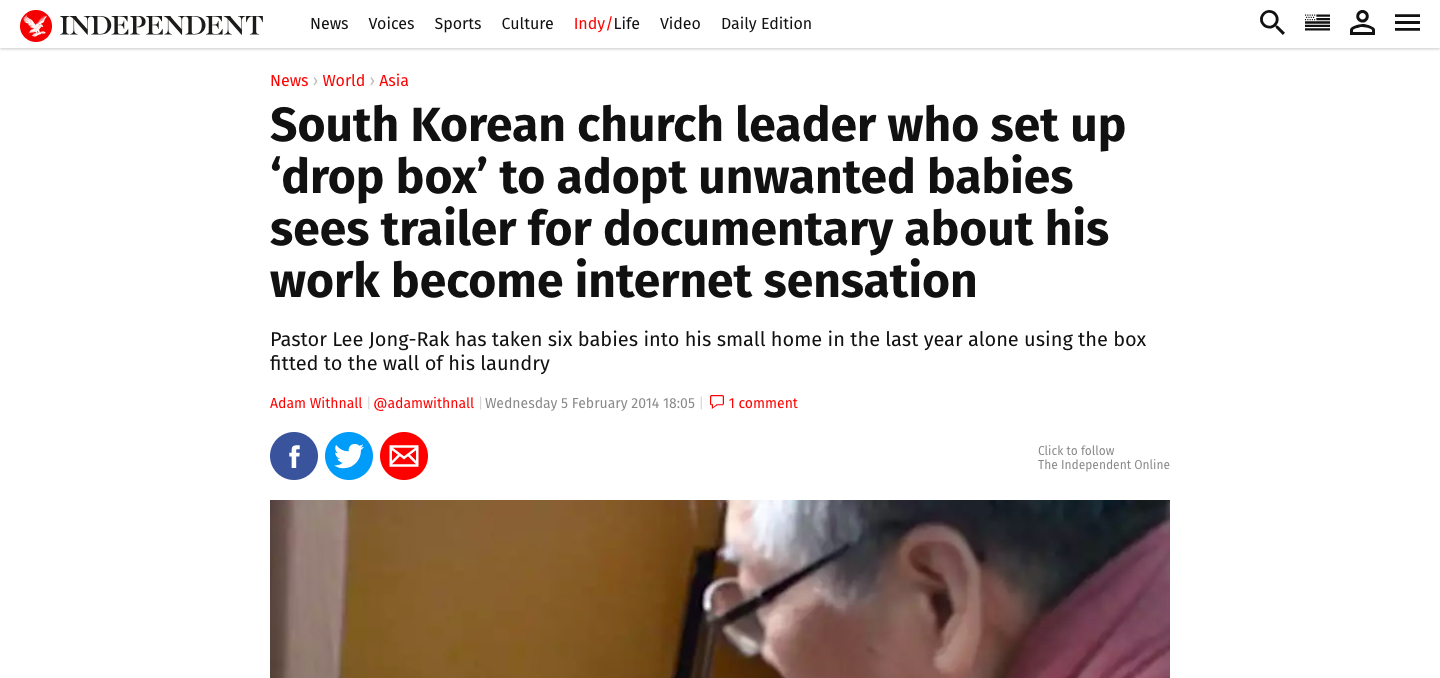 INDEPENDENT News Voices Sports Culture Indy/Life Video Daily Edition
News › World › Asia
South Korean church leader who set up
‘drop box’ to adopt unwanted babies
sees trailer for documentary about his
work become internet sensation
Pastor Lee Jong-Rak has taken six babies into his small home in the last year alone using the box
fitted to the wall of his laundry
Adam Withnall | @adamwithnall | Wednesday 5 February 2014 18:05 | 1 comment
Click to follow
The Independent Online